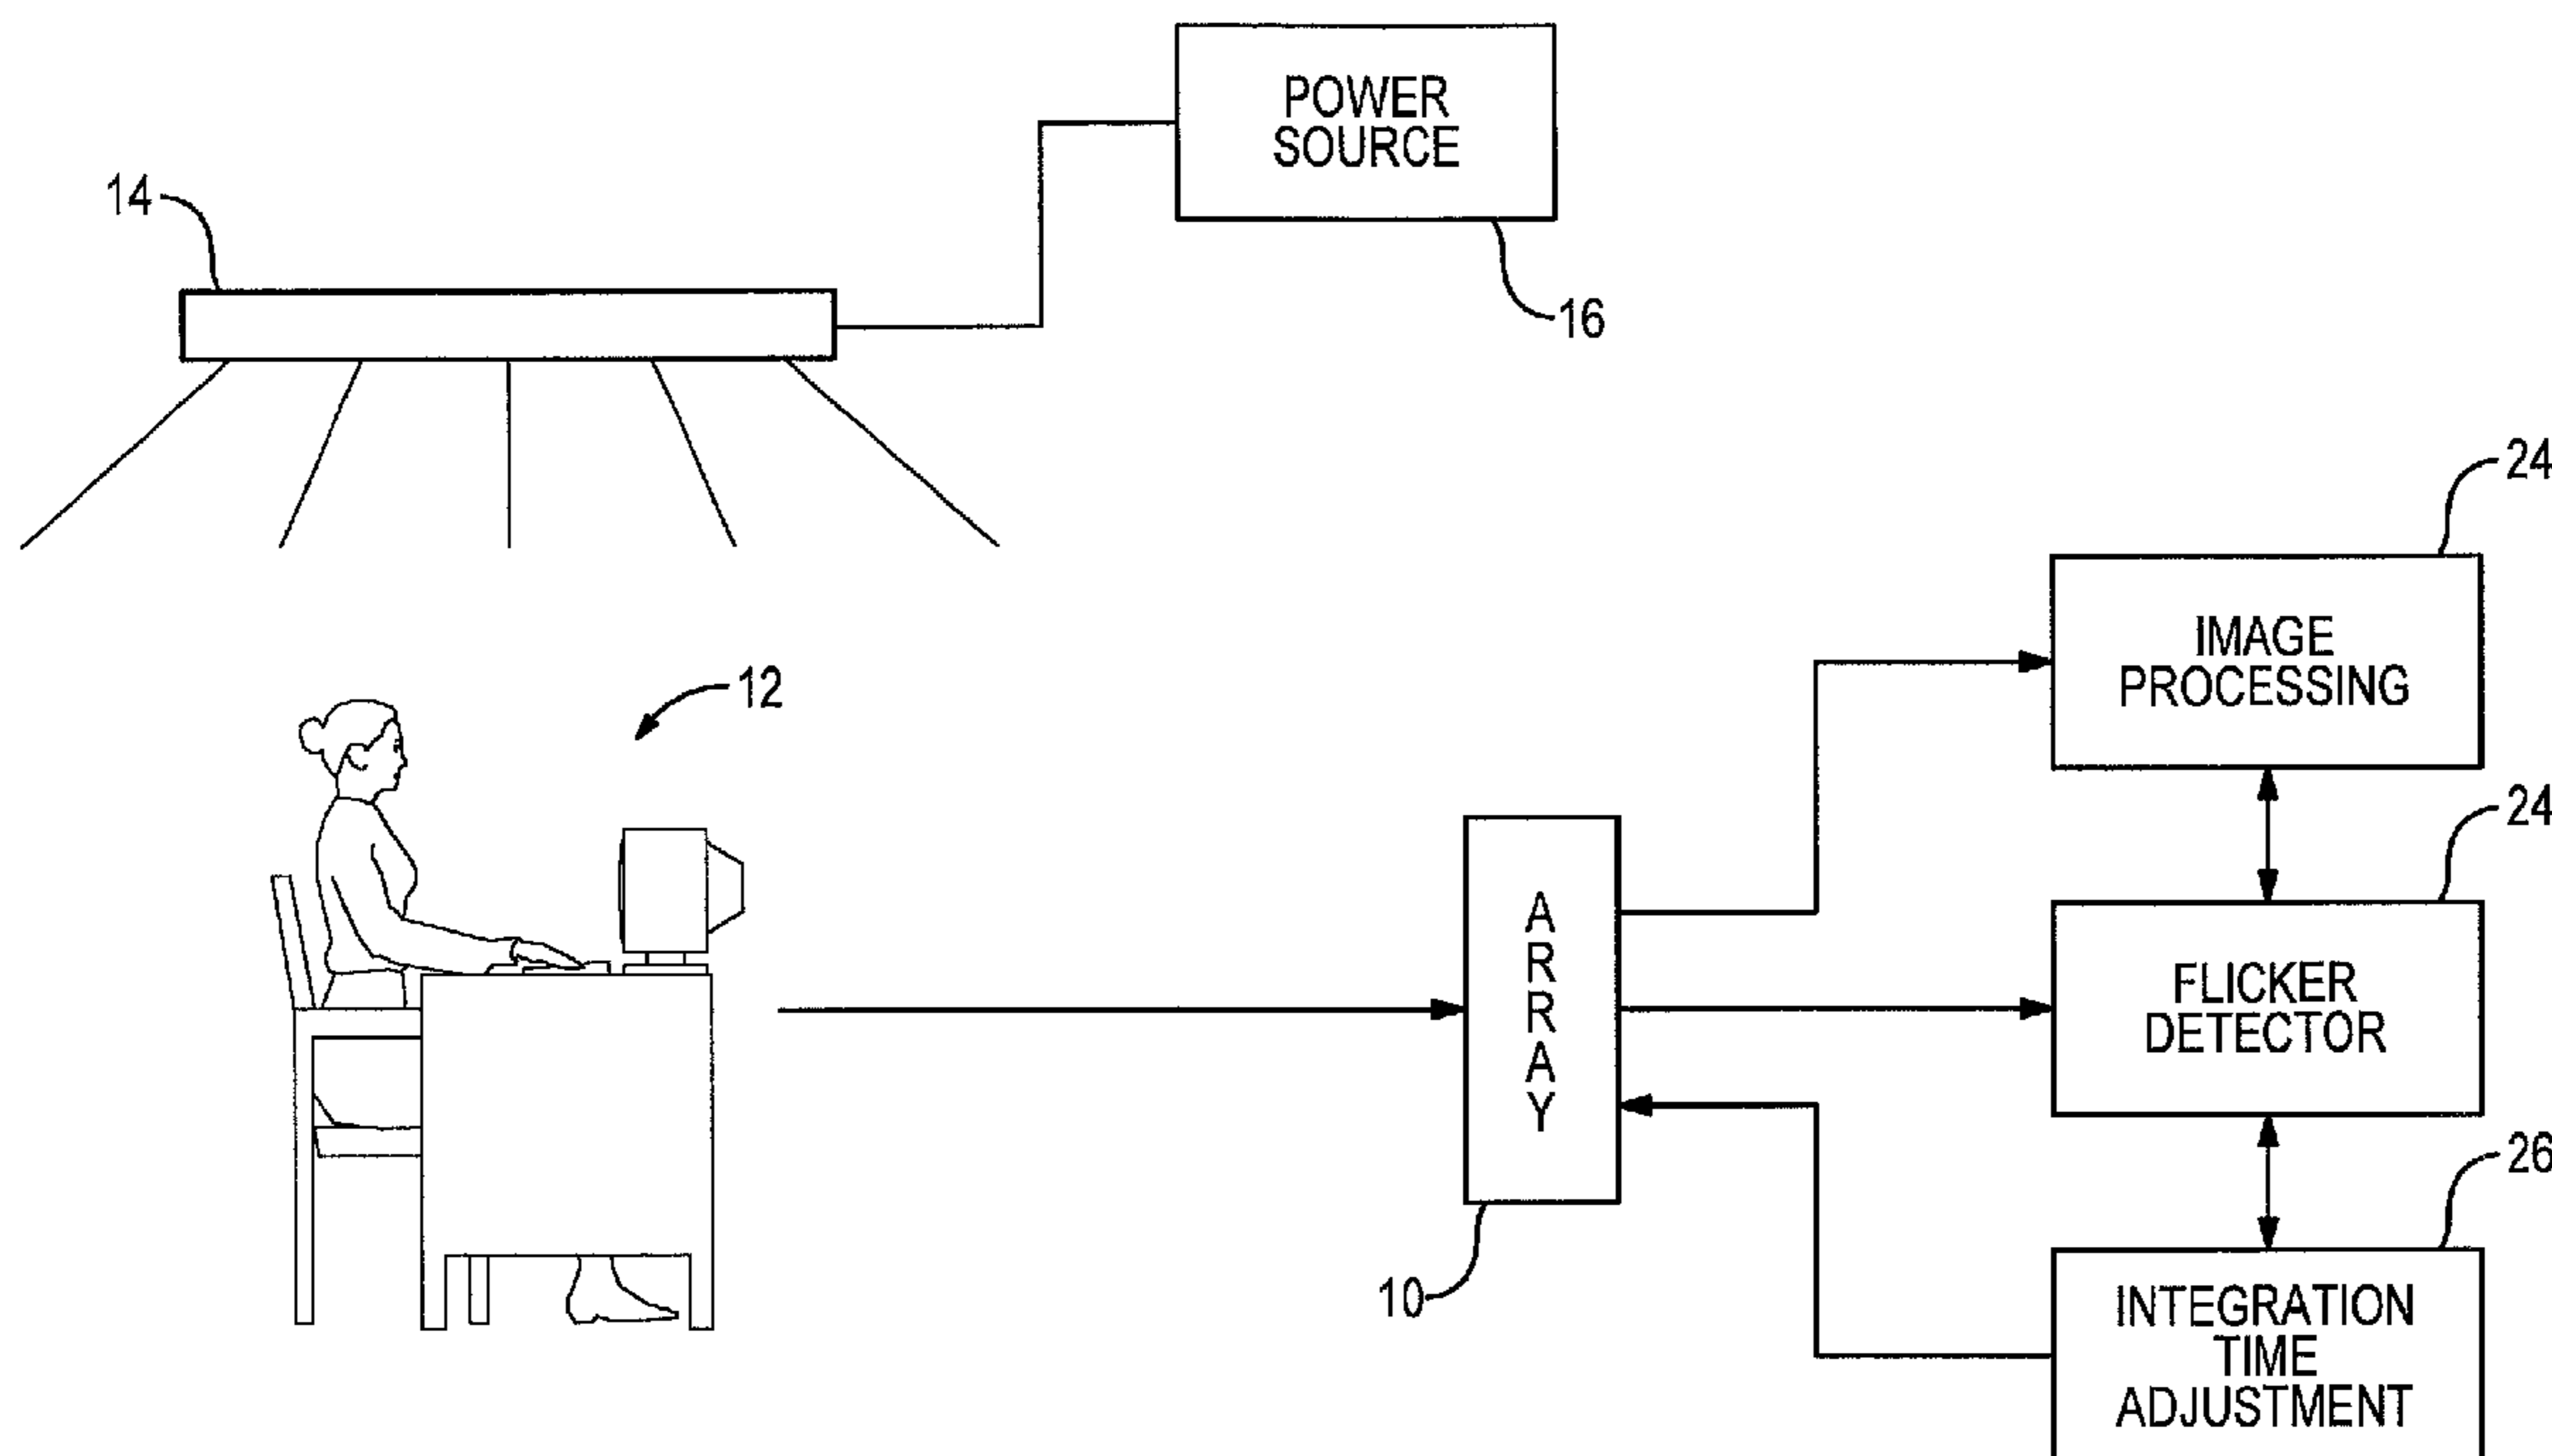 POWER
SOURCE
14
16
24
IMAGE
PROCESSING
12
24
A
R
R
A
Y
FLICKER
DETECTOR
26
10
INTEGRATION
TIME
ADJUSTMENT